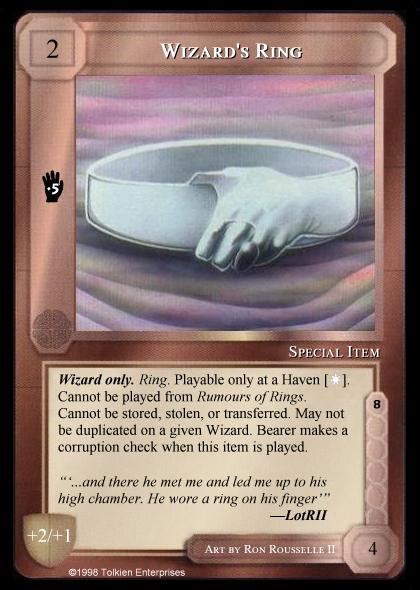 2
WIZARD'S RING
5
SPECIAL ITEM
Wizard only. Ring. Playable only at a Haven [☀].
Cannot be played from Rumours of Rings.
Cannot be stored, stolen, or transferred. May not
be duplicated on a given Wizard. Bearer makes a
corruption check when this item is played.
8
“‘...and there he met me and led me up to his
high chamber. He wore a ring on his finger’”
—LotRII
+2/+1
ART BY RON ROUSSELLE II
4
©1998 Tolkien Enterprises